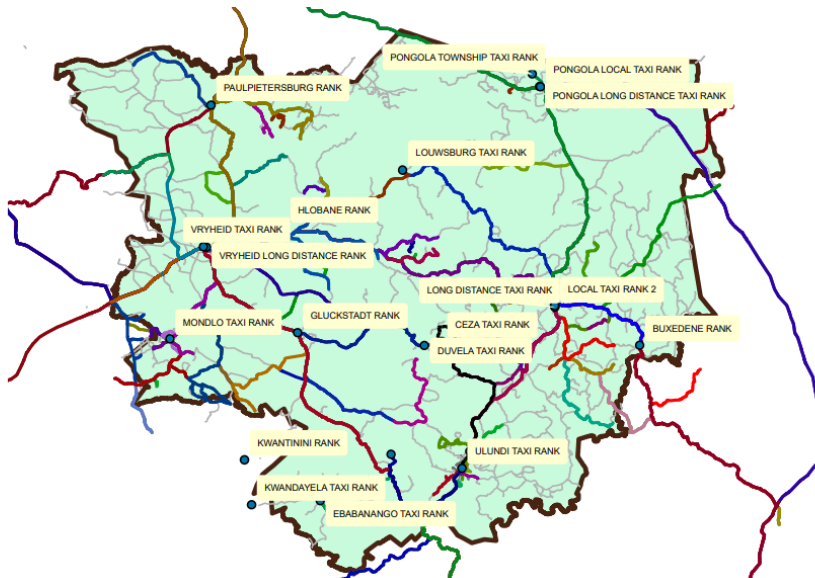 PONGOLA TOWNSHIP TAXI RANK
PONGOLA LOCAL TAXI RANK
PAULPIETERSBURG RANK
PONGOLA LONG DISTANCE TAXI RANK
LOUWSBURG TAXI RANK
HLOBANE RANK
VRYHEID TAXI RANK
VRYHEID LONG DISTANCE RANK
LONG DISTANCE TAXI RANK
LOCAL TAXI RANK 2
MONDLO TAXI RANK
GLUCKSTADT RANK
CEZA TAXI RANK
BUXEDENE RANK
DUVELA TAXI RANK
KWANTININI RANK
ULUNDI TAXI RANK
KWANDAYELA TAXI RANK
EBABANANGO TAXI RANK